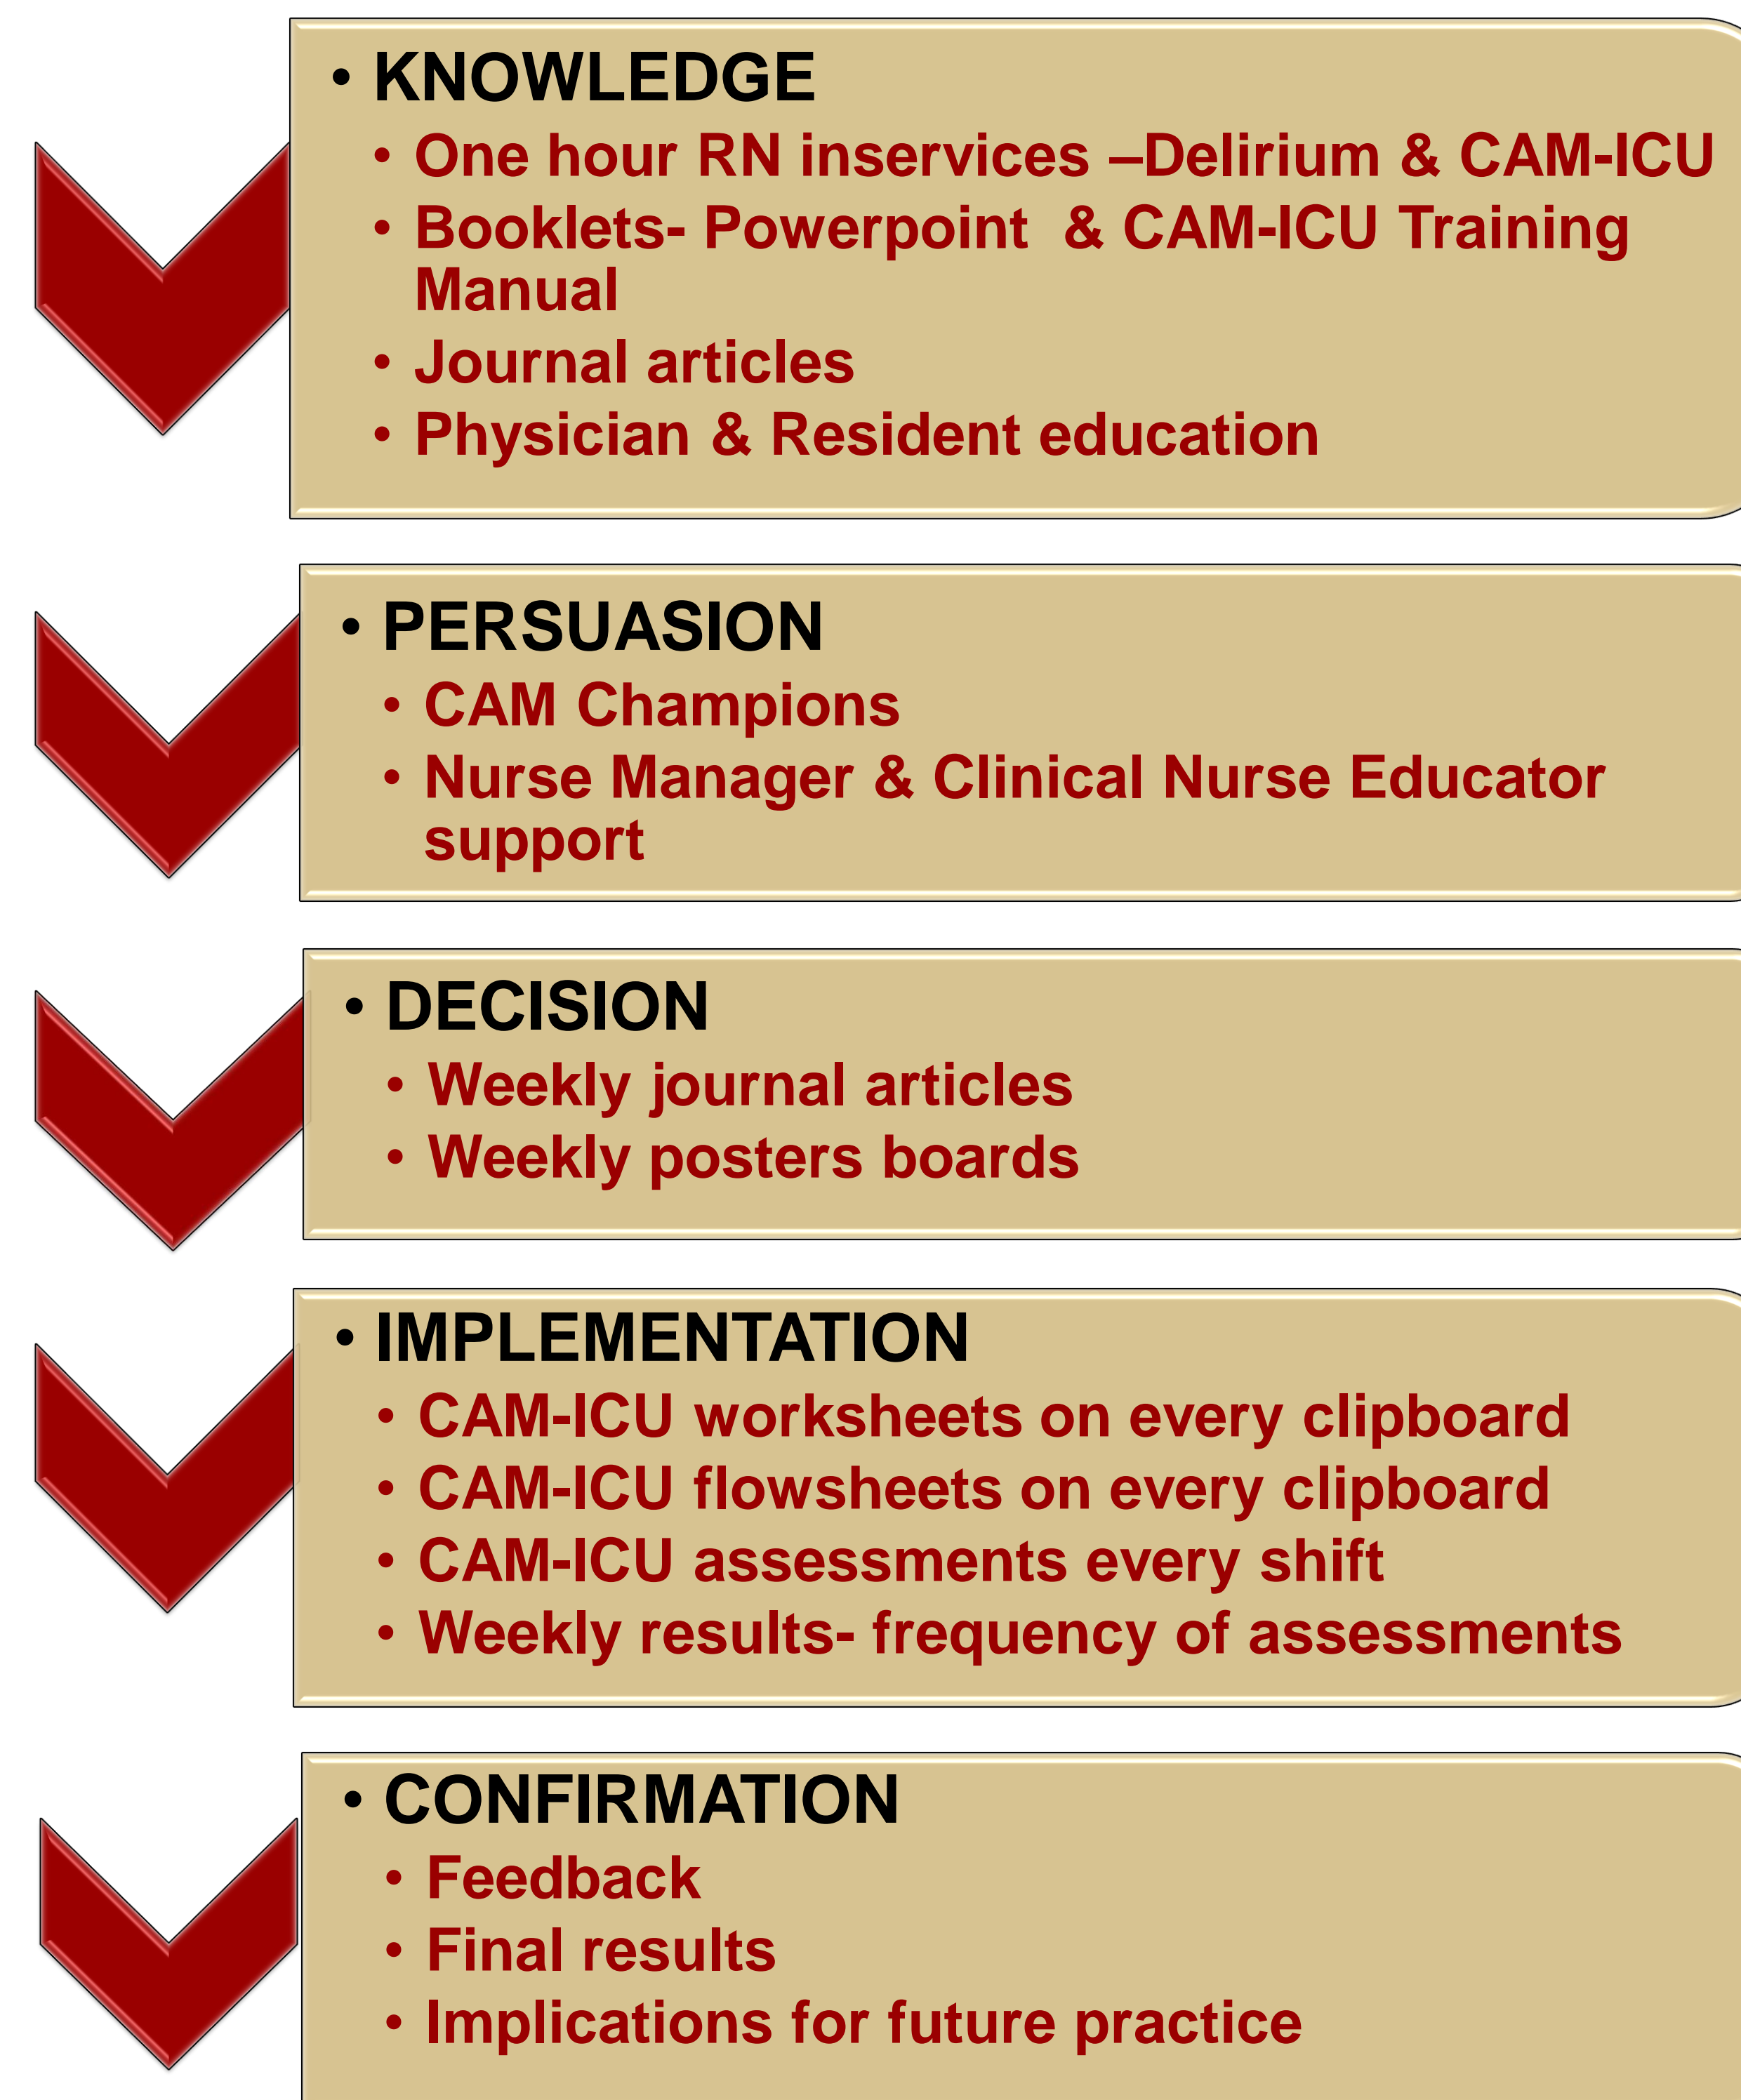 • KNOWLEDGE
• One hour RN inservices –Delirium & CAM-ICU
• Booklets- Powerpoint & CAM-ICU Training
Manual
• Journal articles
• Physician & Resident education
• PERSUASION
• CAM Champions
• Nurse Manager & Clinical Nurse Educator
support
• DECISION
• Weekly journal articles
• Weekly posters boards
• IMPLEMENTATION
• CAM-ICU worksheets on every clipboard
• CAM-ICU flowsheets on every clipboard
• CAM-ICU assessments every shift
• Weekly results- frequency of assessments
• CONFIRMATION
• Feedback
• Final results
• Implications for future practice